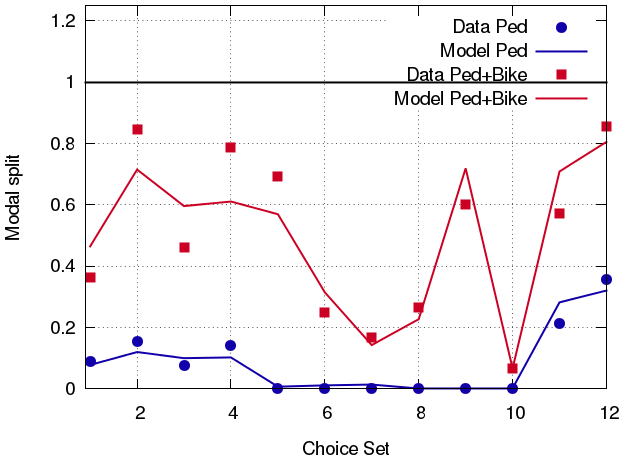 1.2
Data Ped
Model Ped
Data Ped+Bike
1
Model Ped+Bike
0.8
0.6
0.4
0.2
0
Modal split
2
4
6
8
10
12
Choice Set